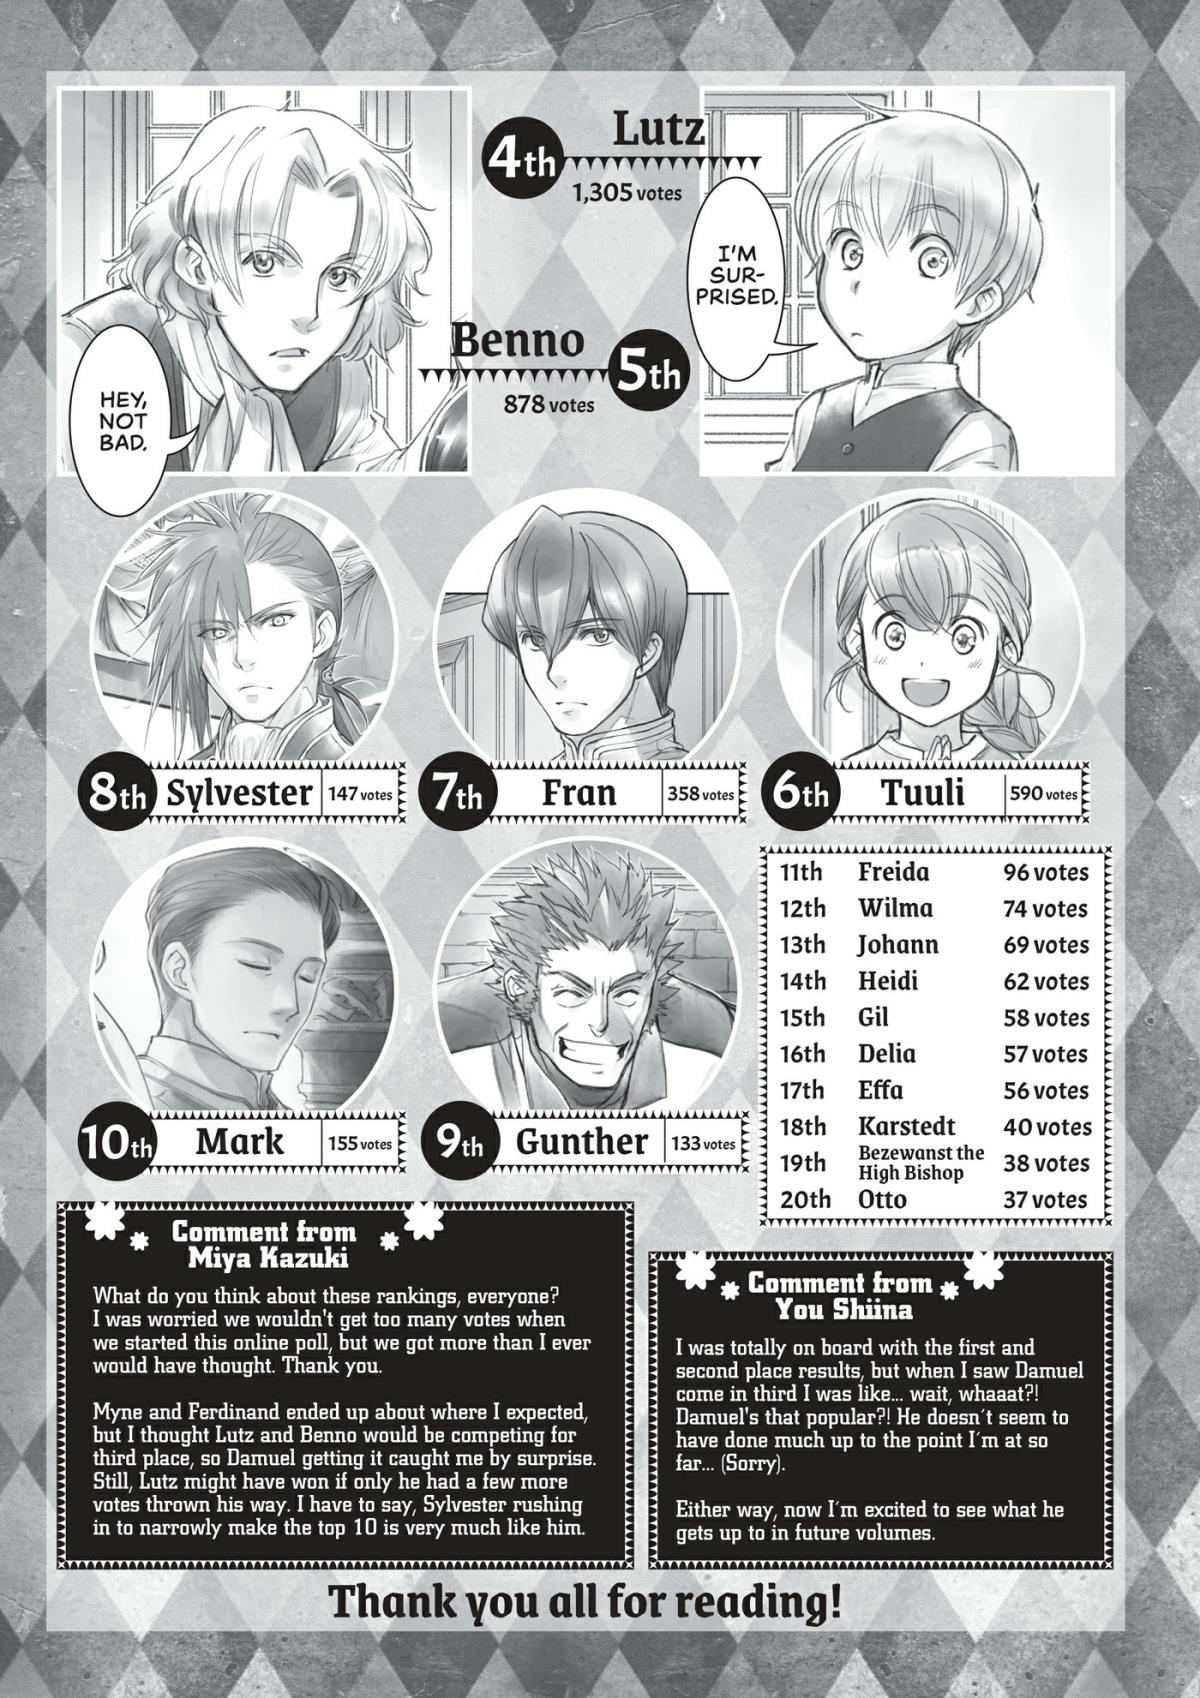 4th
Lutz
1,305 votes
I'M
SUR-
PRISED.
Benno
5th
878 votes
HEY,
NOT
BAD.
8th
Sylvester
147 votes
7th
Fran
358 votes
6th
Tuuli
590 votes
10th
Mark
155 votes
9th
Gunther
133 votes
11th Freida 96 votes
12th Wilma 74 votes
13th Johann 69 votes
14th Heidi 62 votes
15th Gil 58 votes
16th Delia 57 votes
17th Effa 56 votes
18th Karstedt 40 votes
19th Bezewanst the
High Bishop 38 votes
20th Otto 37 votes
Comment from
Miya Kazuki
What do you think about these rankings, everyone?
I was worried we wouldn't get too many votes when
we started this online poll, but we got more than I ever
would have thought. Thank you.
Myne and Ferdinand ended up about where I expected,
but I thought Lutz and Benno would be competing for
third place, so Damuel getting it caught me by surprise.
Still, Lutz might have won if only he had a few more
votes thrown his way. I have to say, Sylvester rushing
in to narrowly make the top 10 is very much like him.
Comment from
You Shiina
I was totally on board with the first and
second place results, but when I saw Damuel
come in third I was like... wait, whaaat?!
Damuel's that popular?! He doesn't seem to
have done much up to the point I'm at so
far... (Sorry).
Either way, now I'm excited to see what he
gets up to in future volumes.
Thank you all for reading!